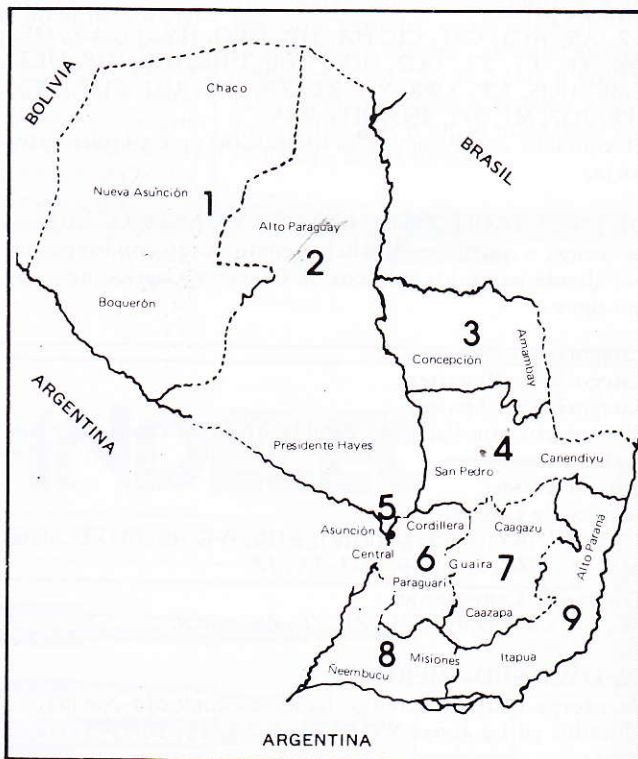 BOLIVIA
Chaco
BRASIL
Nueva Asunción
1
Alto Paraguay
2
Boquerón
3
Concepción
Amambay
ARGENTINA
4
Presidente Hayes
San Pedro
Canendiyu
5
Asunción
Cordillera
Caagazu
Central
6
Guaira
7
Alto Paraná
Paraguari
Caazapa
9
8
Misiones
Itapua
Ñeembucu
ARGENTINA